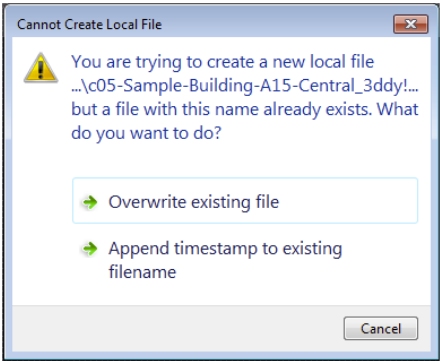 Cannot Create Local File
You are trying to create a new local file
...\c05-Sample-Building-A15-Central_3ddy!...
but a file with this name already exists. What
do you want to do?
Overwrite existing file
Append timestamp to existing
filename
Cancel